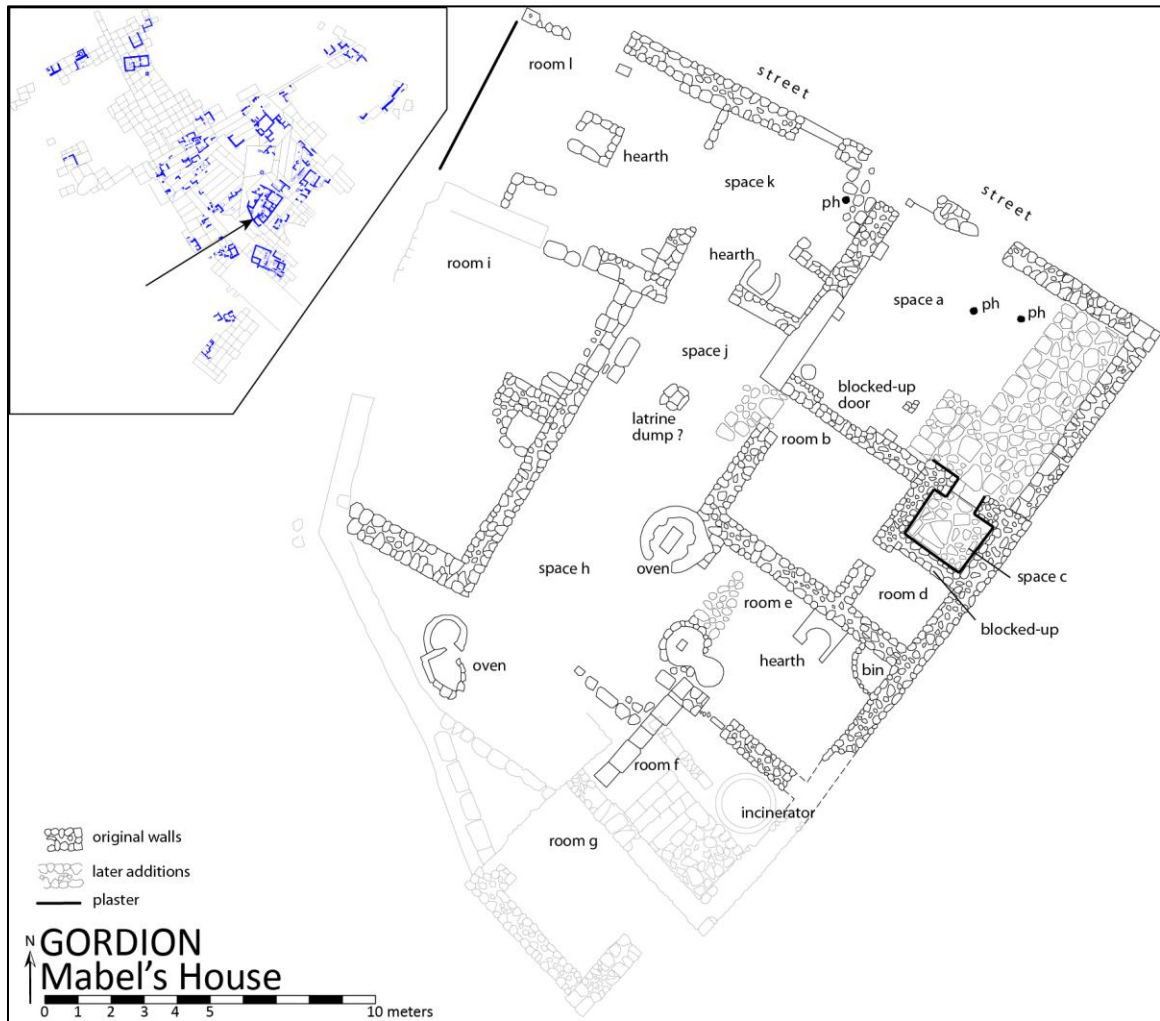 room l
street
hearth
space k
ph
street
room i
hearth
space a
ph
ph
space j
blocked-up
door
latrine
dump ?
room b
space h
oven
space c
room e
room d
blocked-up
oven
hearth
bin
room f
incinerator
room g
original walls
later additions
plaster
N
GORDION
Mabel's House
0 1 2 3 4 5 10 meters